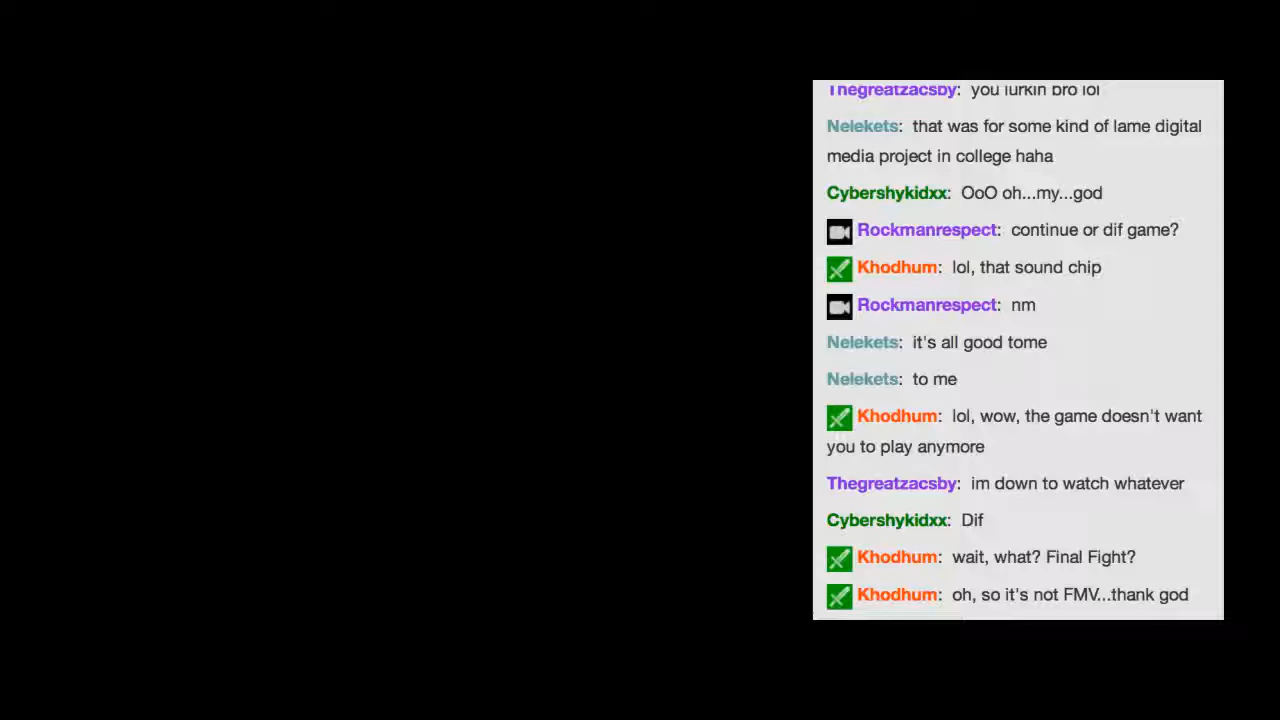 Thegreatzacsby: you lurkin bro lol
Nelekets: that was for some kind of lame digital
media project in college haha
Cybershykidxx: OoO oh...my...god
Rockmanrespect: continue or dif game?
Khodhum: lol, that sound chip
Rockmanrespect: nm
Nelekets: it's all good tome
Nelekets: to me
Khodhum: lol, wow, the game doesn't want
you to play anymore
Thegreatzacsby: im down to watch whatever
Cybershykidxx: Dif
Khodhum: wait, what? Final Fight?
Khodhum: oh, so it's not FMV...thank god